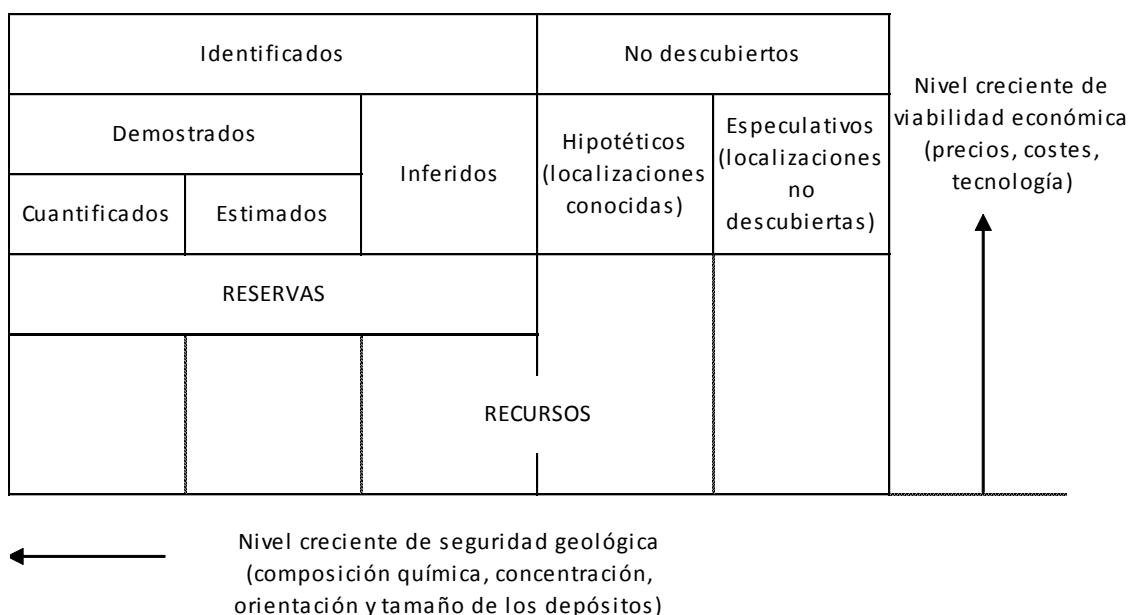 Identificados
No descubiertos
Demostrados
Inferidos
Hipotéticos
(localizaciones
conocidas)
Especulativos
(localizaciones
no
descubiertas)
Cuantificados
Estimados
RESERVAS
RECURSOS
Nivel creciente de
viabilidad económica
(precios, costes,
tecnología)
Nivel creciente de seguridad geológica
(composición química, concentración,
orientación y tamaño de los depósitos)